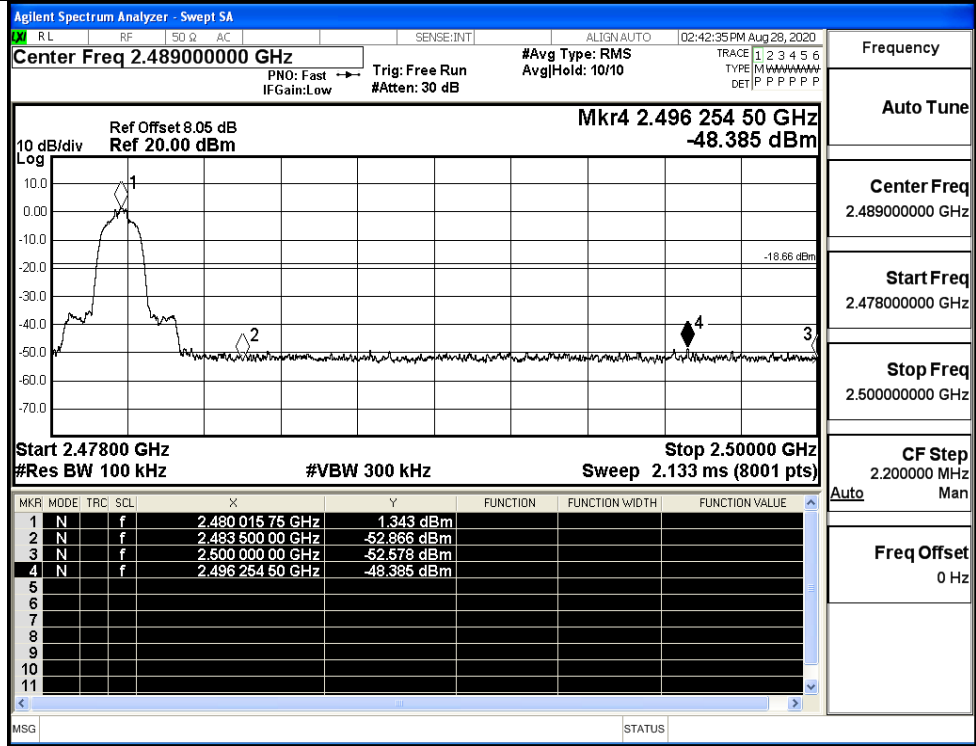 Agilent Spectrum Analyzer - Swept SA
LXI RL RF 50 Ω AC SENSE:INT ALIGNAUTO 02:42:35PM Aug 28, 2020
Center Freq 2.489000000 GHz
PNO: Fast
IFGain:Low
Trig: Free Run
#Atten: 30 dB
#Avg Type: RMS
Avg|Hold: 10/10
TRACE 1 2 3 4 5 6
TYPE M WWWWW
DET P P P P P P
Ref Offset 8.05 dB
10 dB/div Ref 20.00 dBm
Log
Mkr4 2.496 254 50 GHz
-48.385 dBm
10.0
0.00
-10.0
-20.0
-30.0
-40.0
-50.0
-60.0
-70.0
1
2
4
3
-18.66 dBm
Start 2.47800 GHz Stop 2.50000 GHz
#Res BW 100 kHz #VBW 300 kHz Sweep 2.133 ms (8001 pts)
MKR MODE TRC SCL X Y FUNCTION FUNCTION WIDTH FUNCTION VALUE
1 N f 2.480 015 75 GHz 1.343 dBm
2 N f 2.483 500 00 GHz -52.866 dBm
3 N f 2.500 000 00 GHz -52.578 dBm
4 N f 2.496 254 50 GHz -48.385 dBm
5
6
7
8
9
10
11
MSG STATUS
Frequency
Auto Tune
Center Freq
2.489000000 GHz
Start Freq
2.478000000 GHz
Stop Freq
2.500000000 GHz
CF Step
2.200000 MHz
Auto Man
Freq Offset
0 Hz